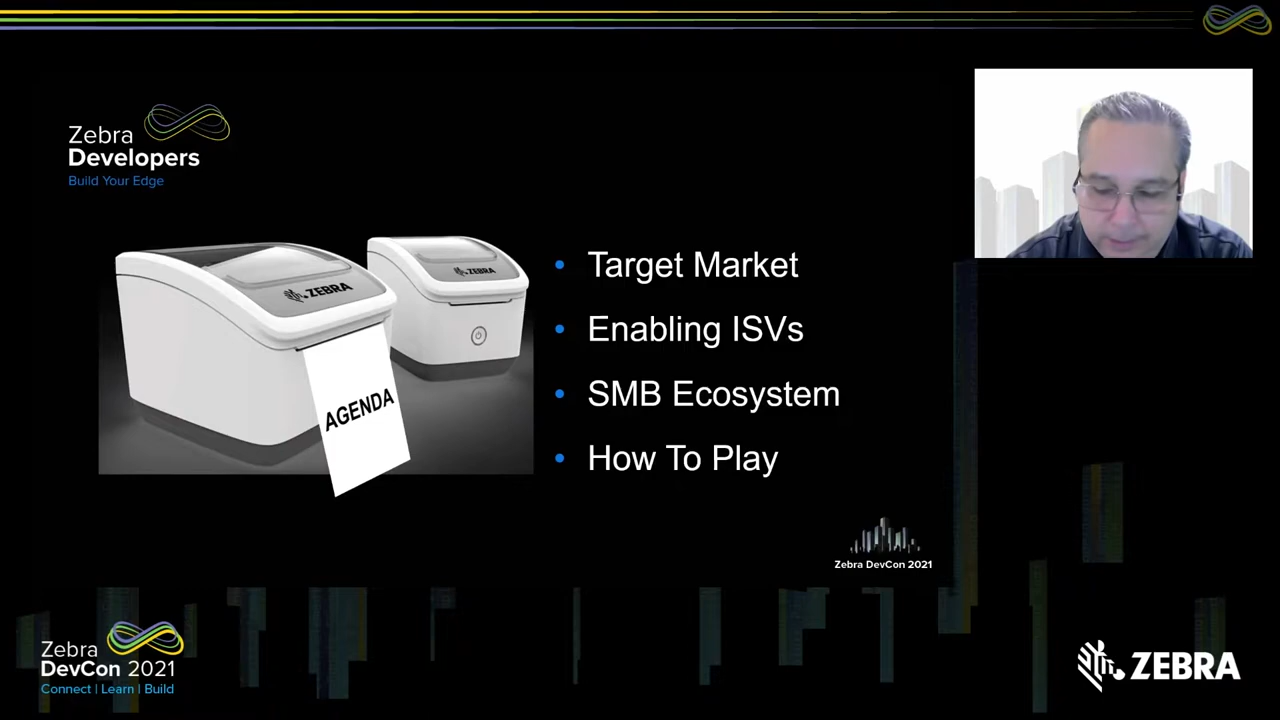 Zebra
Developers
Build Your Edge
ZEBRA
ZEBRA
AGENDA
• Target Market
• Enabling ISVs
• SMB Ecosystem
• How To Play
Zebra DevCon 2021
Zebra
DevCon 2021
Connect | Learn | Build
ZEBRA